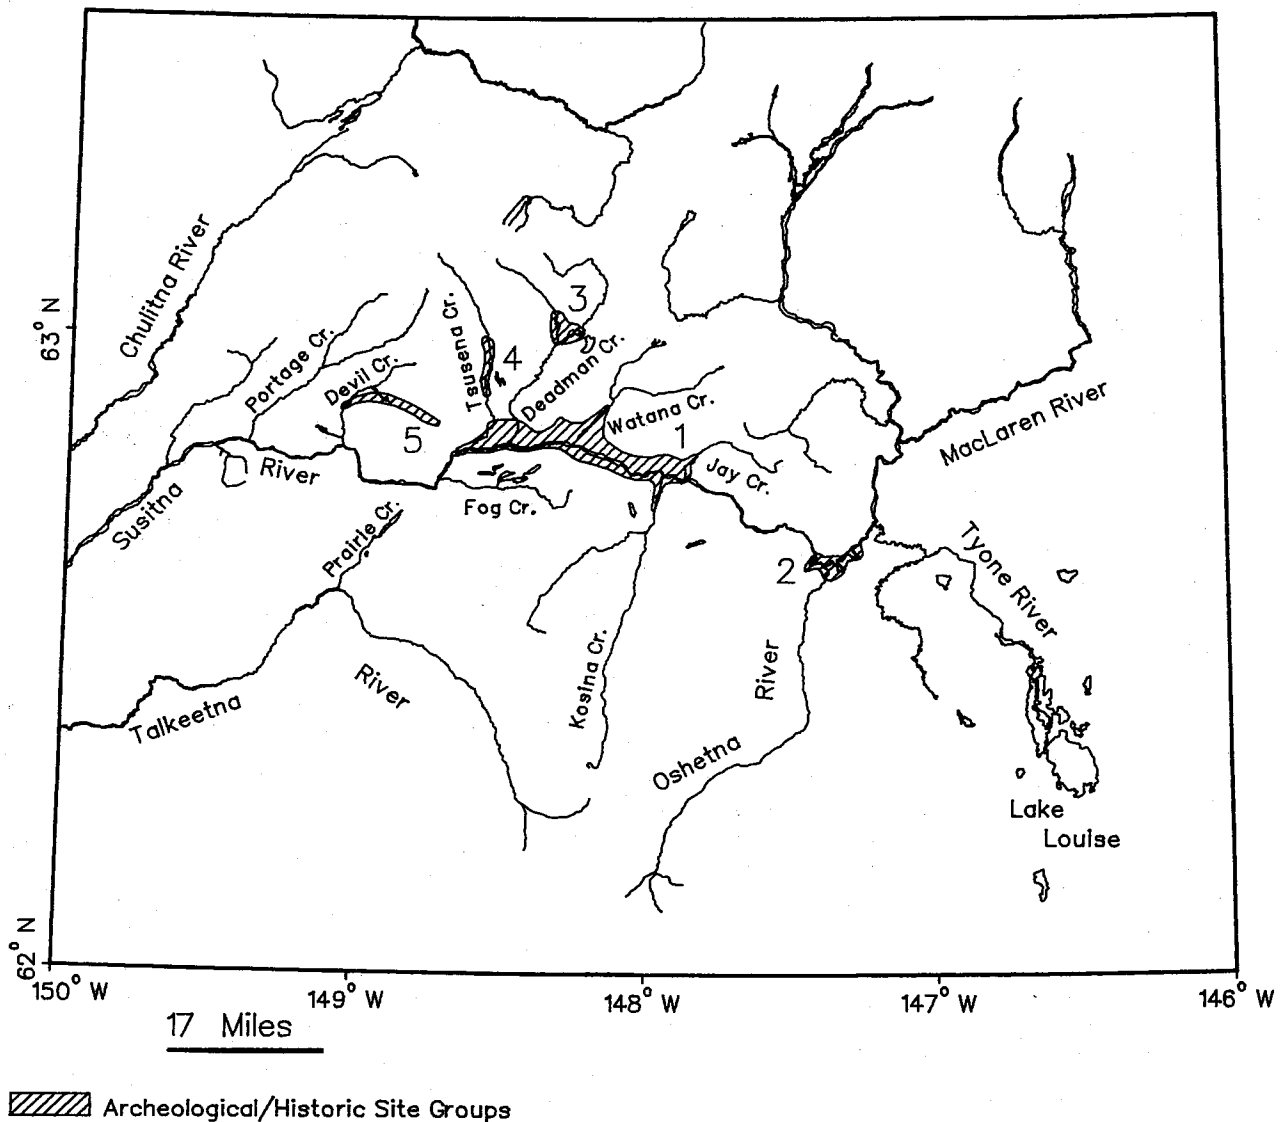 Chulitna River
63° N
Portage Cr.
Devil Cr.
Tsusena Cr.
3
4
Deadman Cr.
Watana Cr.
1
5
MacLaren River
Jay Cr.
Susitna
River
Fog Cr.
Prairie Cr.
2
Tyone River
Talkeetna
River
Kosina Cr.
River
Oshetna
Lake
Louise
62° N
150° W
149° W
148° W
147° W
146° W
17 Miles
Archeological/Historic Site Groups